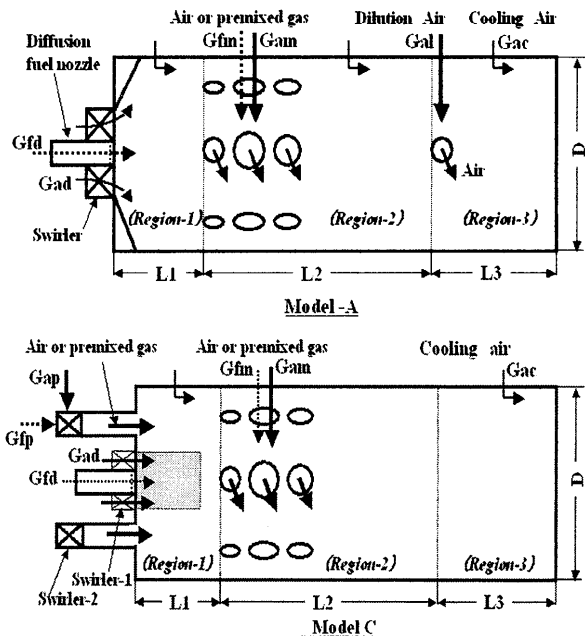 Air or premixed gas
Dilution Air
Cooling Air
Diffusion
fuel nozzle
Gfm
Gam
Gal
Gac
Gfd
Gad
Swirler
Air
D
(Region-1)
(Region-2)
(Region-3)
L1
L2
L3
Model -A
Air or premixed gas
Air or premixed gas
Cooling air
Gap
Gfm
Gam
Gac
Gfp
Gad
Gfd
D
Swirler-1
Swirler-2
(Region-1)
(Region-2)
(Region-3)
L1
L2
L3
Model C